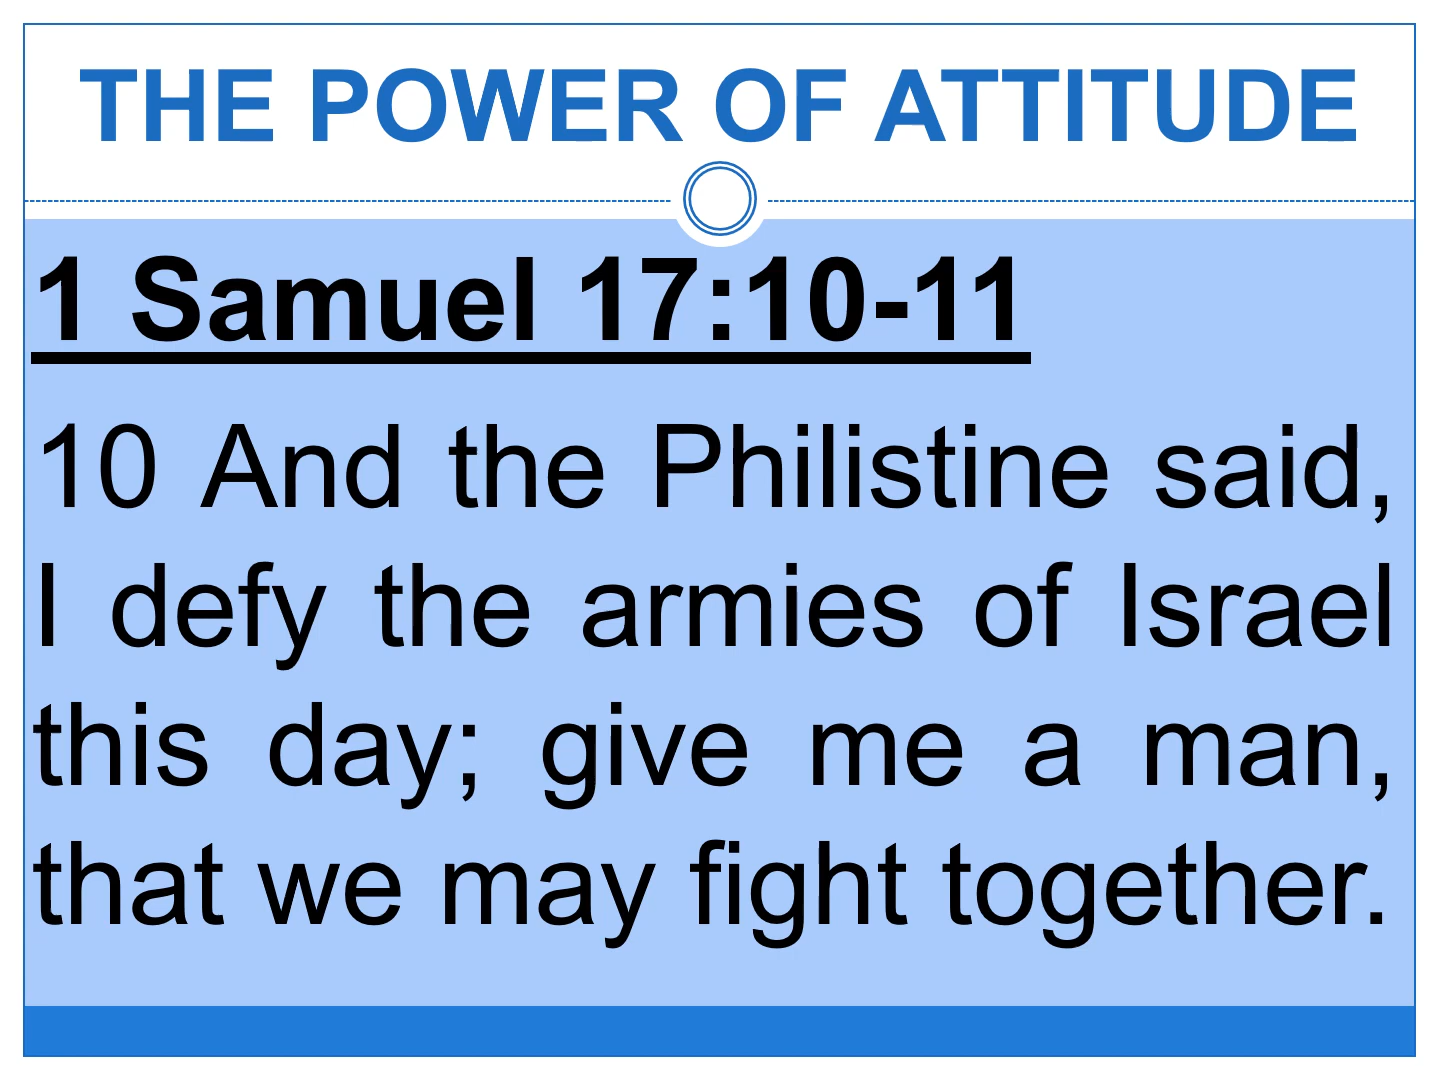 THE POWER OF ATTITUDE
1 Samuel 17:10-11
10 And the Philistine said,
I defy the armies of Israel
this day; give me a man,
that we may fight together.